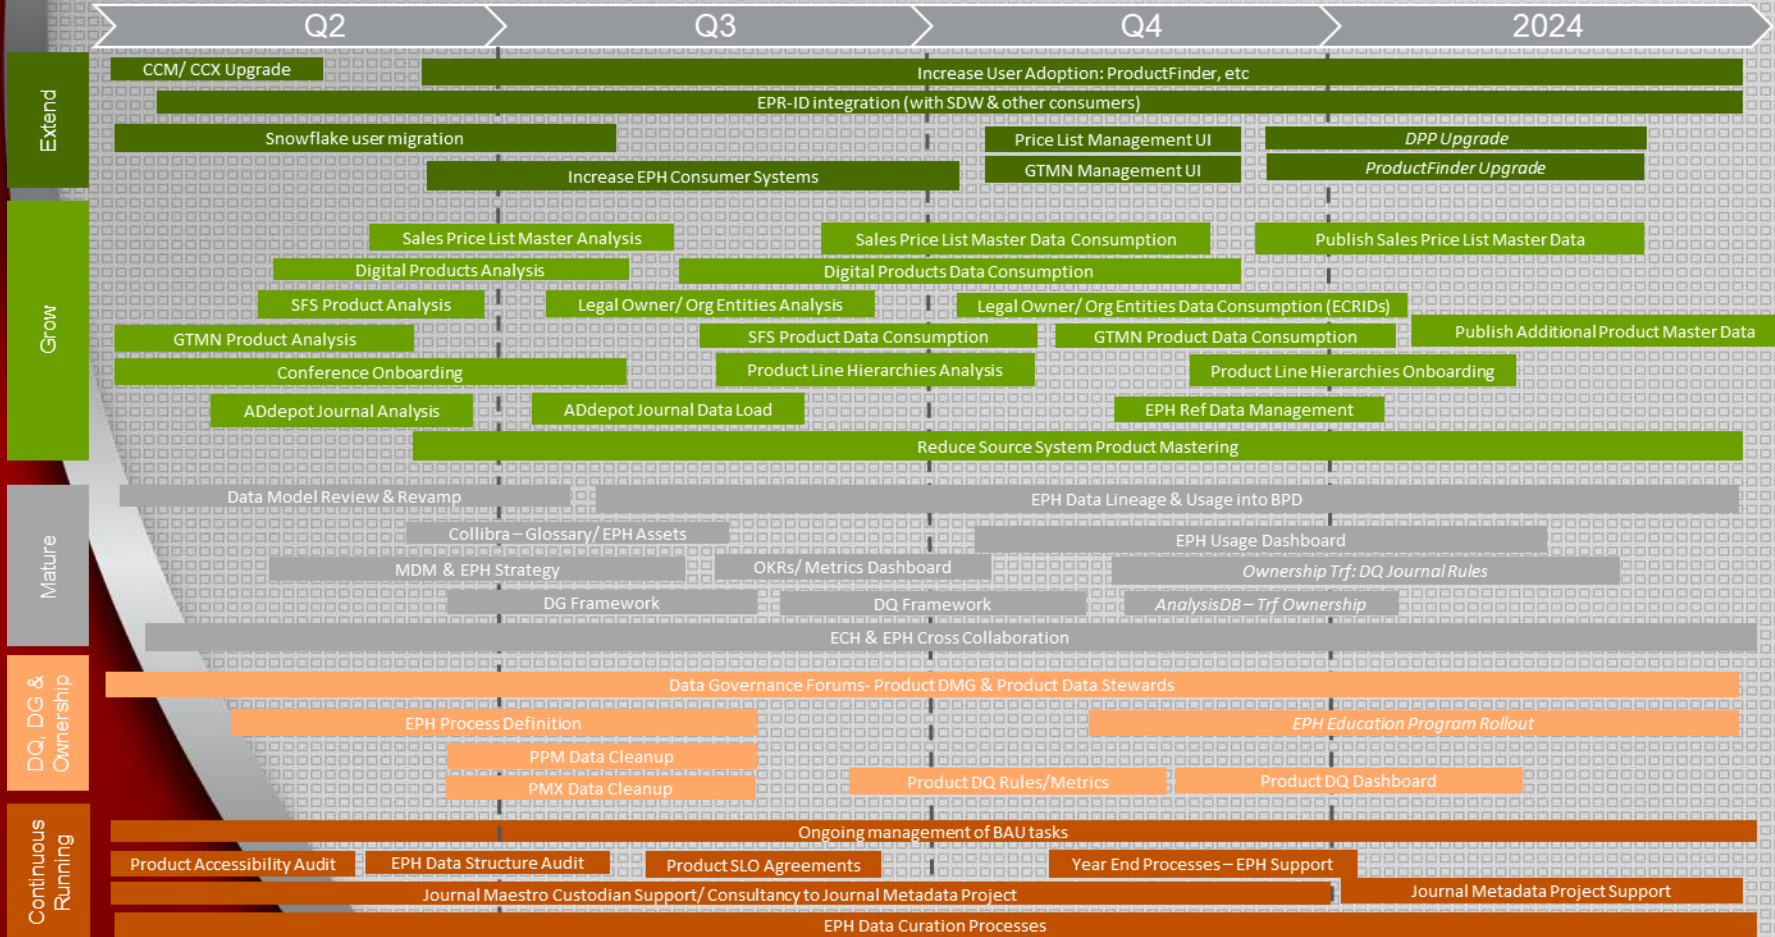 Q2
Q3
Q4
2024
Extend
CCM/ CCX Upgrade
Increase User Adoption: ProductFinder, etc
EPR-ID integration (with SDW & other consumers)
Snowflake user migration
Price List Management UI
DPP Upgrade
Increase EPH Consumer Systems
GTMN Management UI
ProductFinder Upgrade
Grow
Sales Price List Master Analysis
Sales Price List Master Data Consumption
Publish Sales Price List Master Data
Digital Products Analysis
Digital Products Data Consumption
SFS Product Analysis
Legal Owner/ Org Entities Analysis
Legal Owner/ Org Entities Data Consumption (ECRIDs)
GTMN Product Analysis
SFS Product Data Consumption
GTMN Product Data Consumption
Publish Additional Product Master Data
Conference Onboarding
Product Line Hierarchies Analysis
Product Line Hierarchies Onboarding
ADdepot Journal Analysis
ADdepot Journal Data Load
EPH Ref Data Management
Reduce Source System Product Mastering
Mature
Data Model Review & Revamp
EPH Data Lineage & Usage into BPD
Collibra – Glossary/ EPH Assets
EPH Usage Dashboard
MDM & EPH Strategy
OKRs/ Metrics Dashboard
Ownership Trf: DQ Journal Rules
DG Framework
DQ Framework
AnalysisDB – Trf Ownership
ECH & EPH Cross Collaboration
DQ, DG &
Ownership
Data Governance Forums- Product DMG & Product Data Stewards
EPH Process Definition
EPH Education Program Rollout
PPM Data Cleanup
PMX Data Cleanup
Product DQ Rules/Metrics
Product DQ Dashboard
Continuous
Running
Ongoing management of BAU tasks
Product Accessibility Audit
EPH Data Structure Audit
Product SLO Agreements
Year End Processes – EPH Support
Journal Maestro Custodian Support/ Consultancy to Journal Metadata Project
Journal Metadata Project Support
EPH Data Curation Processes